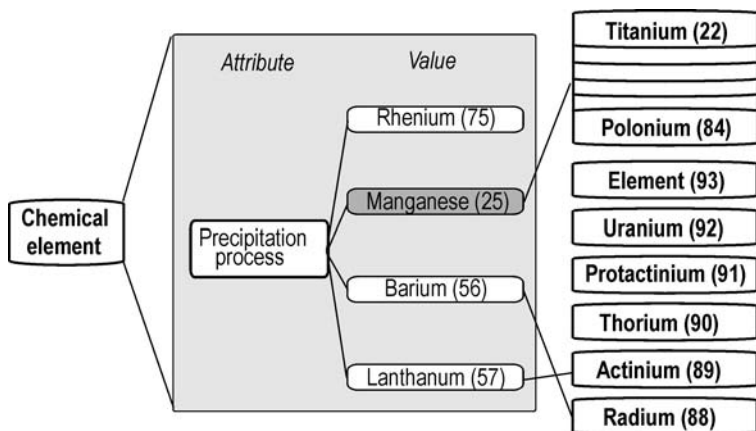 Chemical
element
Attribute
Value
Precipitation
process
Rhenium (75)
Manganese (25)
Barium (56)
Lanthanum (57)
Titanium (22)
Polonium (84)
Element (93)
Uranium (92)
Protactinium (91)
Thorium (90)
Actinium (89)
Radium (88)